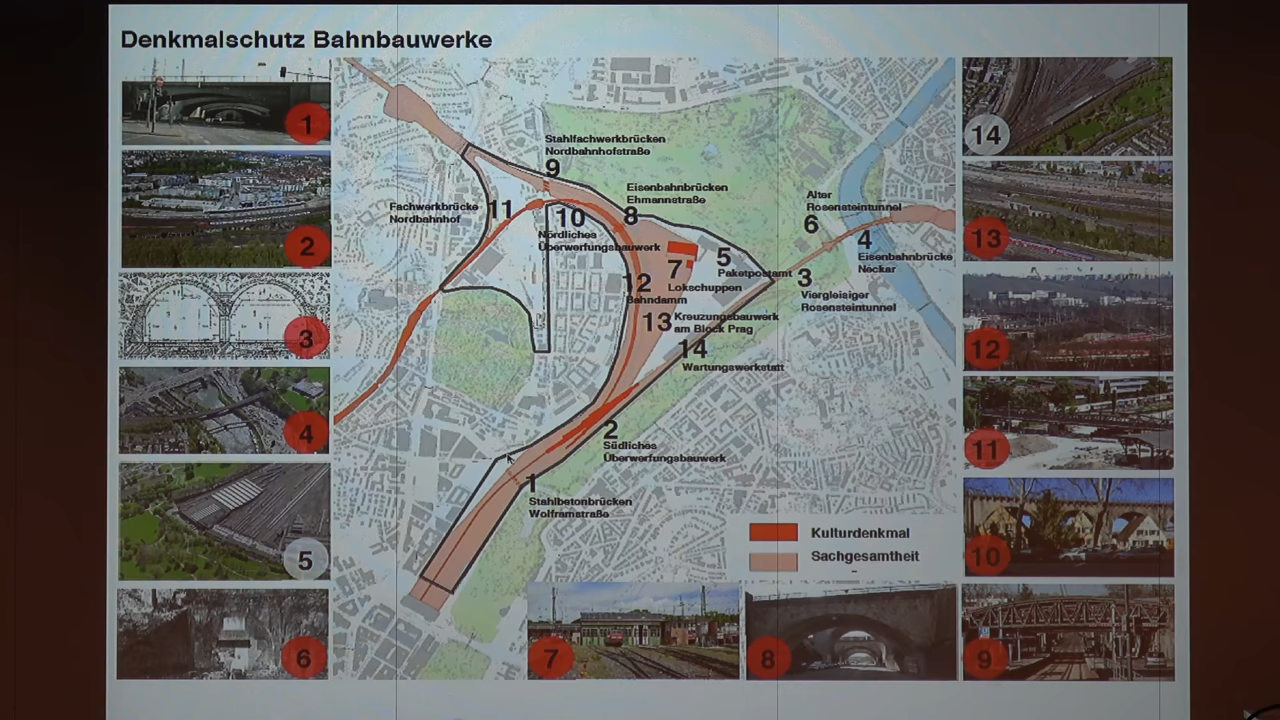 Denkmalschutz Bahnbauwerke
1
2
3
4
5
6
7
8
9
10
11
12
13
14
Stahlfachwerkbrücken
Nordbahnhofstraße
9
Eisenbahnbrücken
Ehmannstraße
8
Fachwerkbrücke
Nordbahnhof
11
10
Nördliches
Überwerfungsbauwerk
Alter
Rosensteintunnel
6
4
Eisenbahnbrücke
Neckar
5
Paketpostamt
7
Lokschuppen
3
Viergleisiger
Rosensteintunnel
12
Bahndamm
13
Kreuzungsbauwerk
am Block Prag
14
Wartungswerkstatt
2
Südliches
Überwerfungsbauwerk
1
Stahlbetonbrücken
Wolframstraße
Kulturdenkmal
Sachgesamtheit